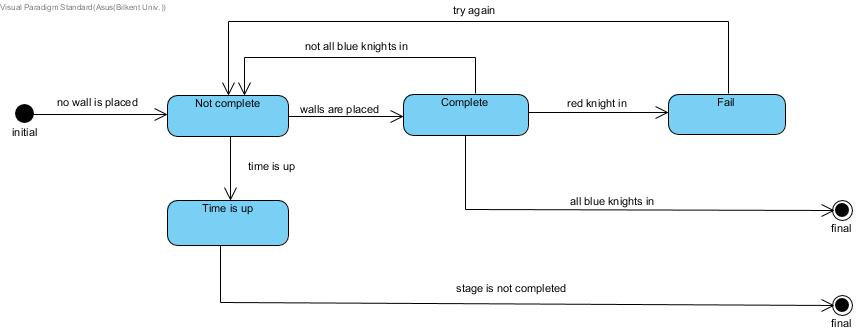 Visual Paradigm Standard(Asus(Bilkent Univ.))
try again
not all blue knights in
no wall is placed
Not complete
walls are placed
Complete
red knight in
Fail
initial
time is up
Time is up
all blue knights in
final
stage is not completed
final